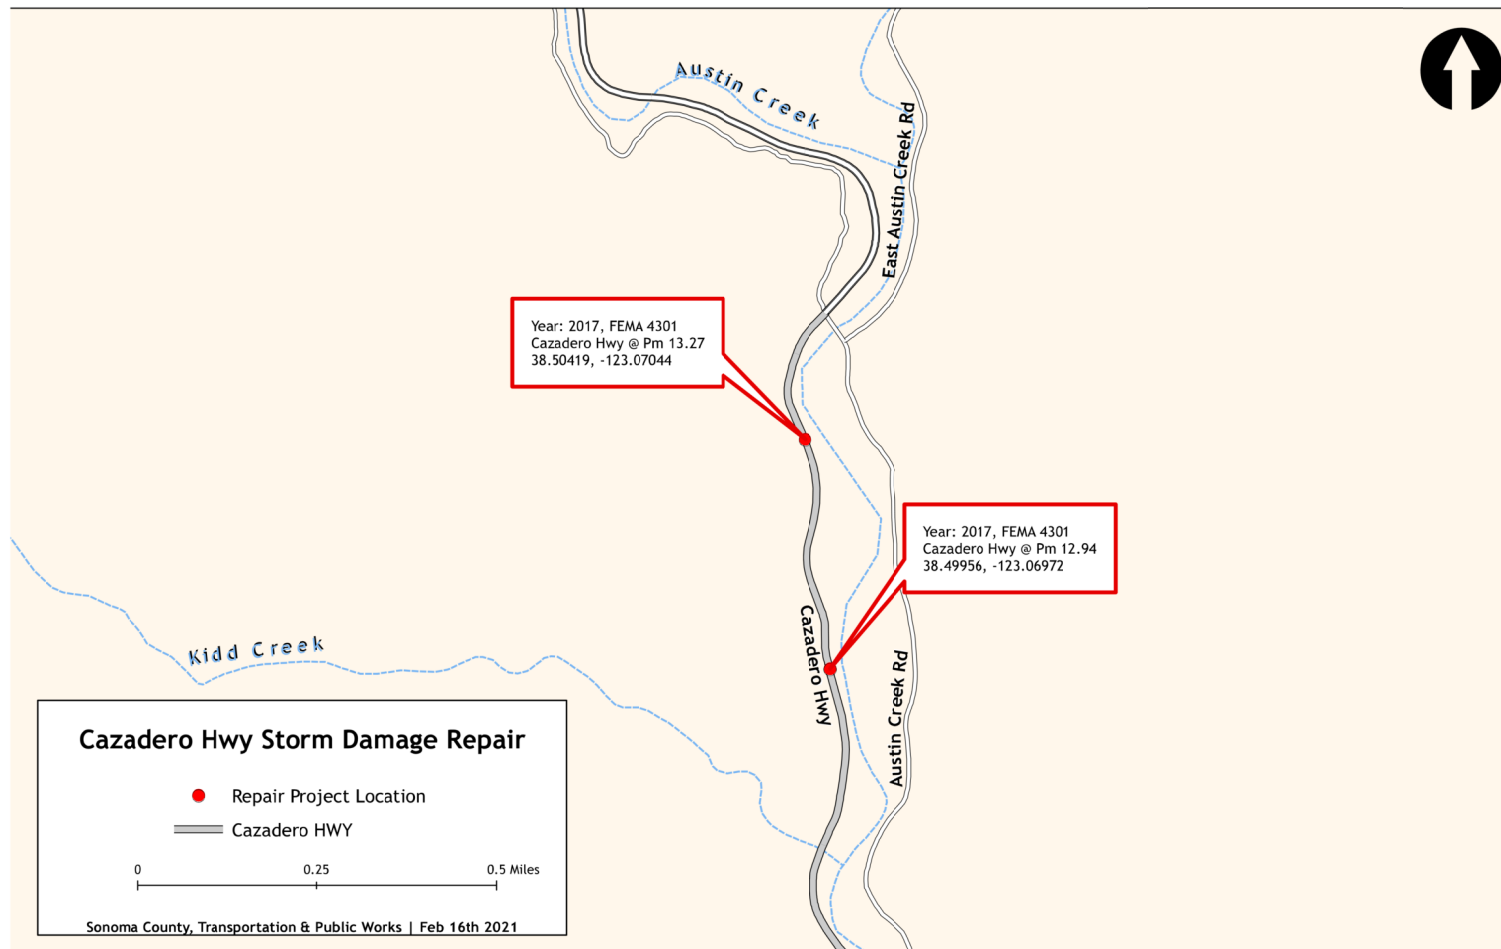 Austin Creek
East Austin Creek Rd
Year: 2017, FEMA 4301
Cazadero Hwy @ Pm 13.27
38.50419, -123.07044
Year: 2017, FEMA 4301
Cazadero Hwy @ Pm 12.94
38.49956, -123.06972
Cazadero Hwy
Kidd Creek
Austin Creek Rd
Cazadero Hwy Storm Damage Repair
Repair Project Location
Cazadero HWY
0 0.25 0.5 Miles
Sonoma County, Transportation & Public Works | Feb 16th 2021